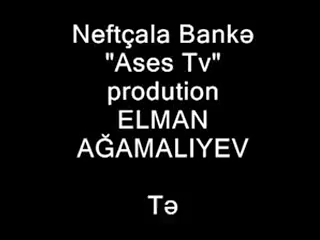 Neftçala Bankə
"Ases Tv"
prodution
ELMAN
AĞAMALIYEV
Tə